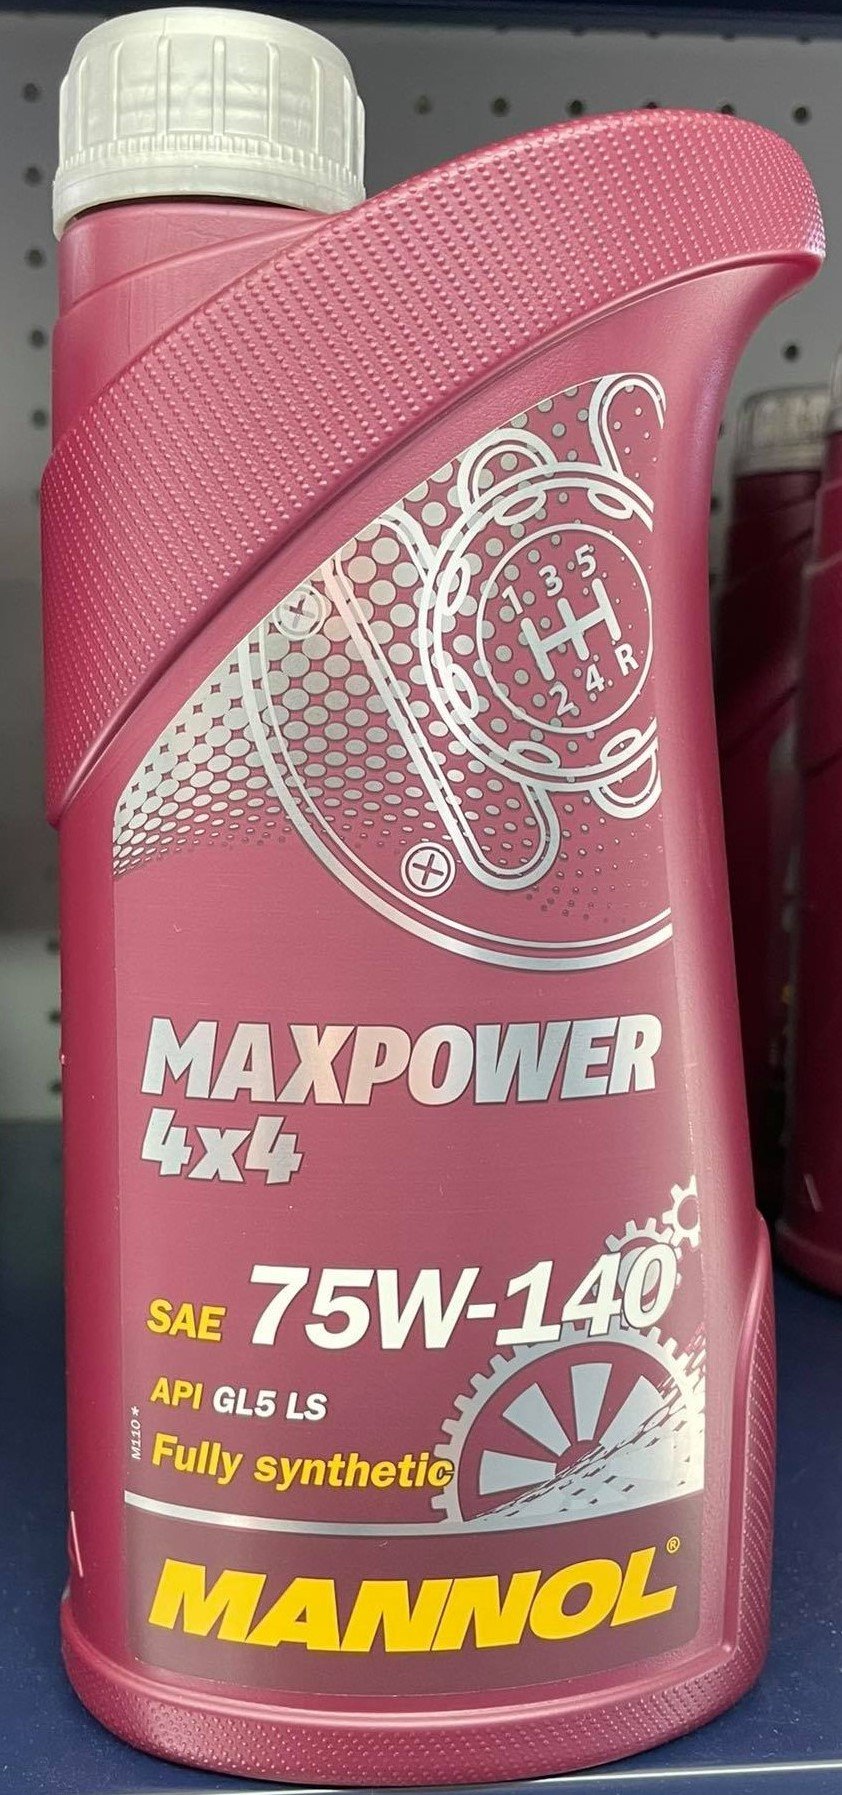 1 3 5
2 4 R
MAXPOWER
4x4
SAE 75W-140
API GL5 LS
Fully synthetic
M110*
MANNOL®